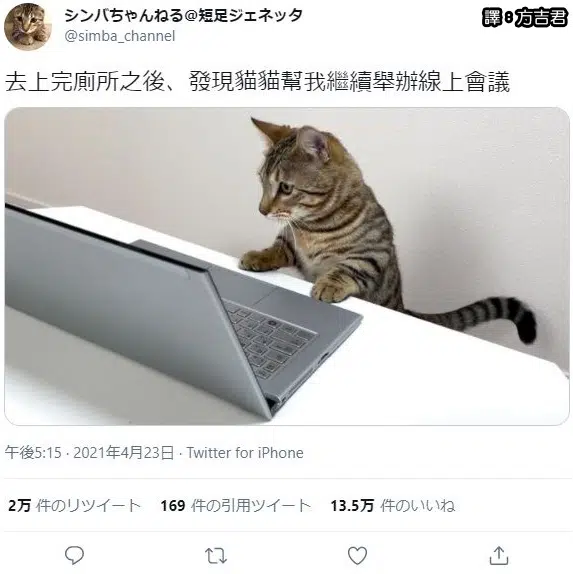 シンバちゃんねる@短足ジェネッタ
譯:方吉君
@simba_channel
去上完廁所之後、發現貓貓幫我繼續舉辦線上會議
午後5:15 · 2021年4月23日 · Twitter for iPhone
2万 件のリツイート 169 件の引用ツイート 13.5万 件のいいね